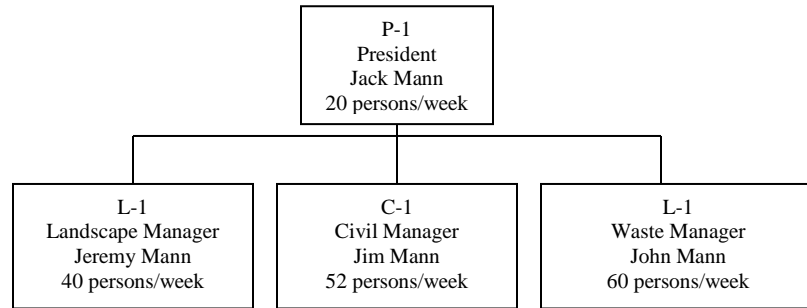 P-1
President
Jack Mann
20 persons/week
L-1
Landscape Manager
Jeremy Mann
40 persons/week
C-1
Civil Manager
Jim Mann
52 persons/week
L-1
Waste Manager
John Mann
60 persons/week